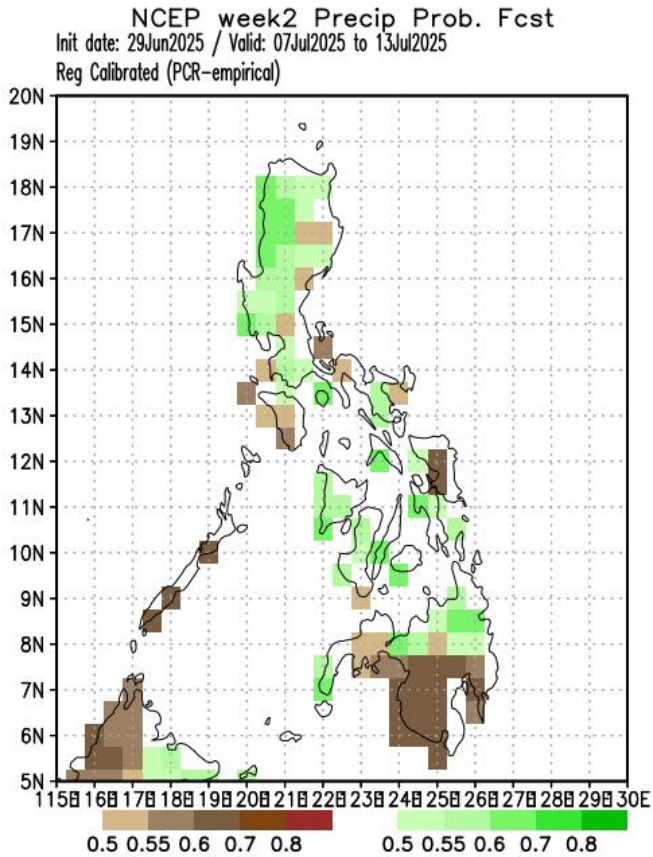 NCEP week2 Precip Prob. Fcst
Init date: 29Jun2025 / Valid: 07Jul2025 to 13Jul2025
Reg Calibrated (PCR-empirical)
20N
19N
18N
17N
16N
15N
14N
13N
12N
11N
10N
9N
8N
7N
6N
5N
115E 116E 117E 118E 119E 120E 121E 122E 123E 124E 125E 126E 127E 128E 129E 130E
0.5 0.55 0.6 0.7 0.8 0.5 0.55 0.6 0.7 0.8